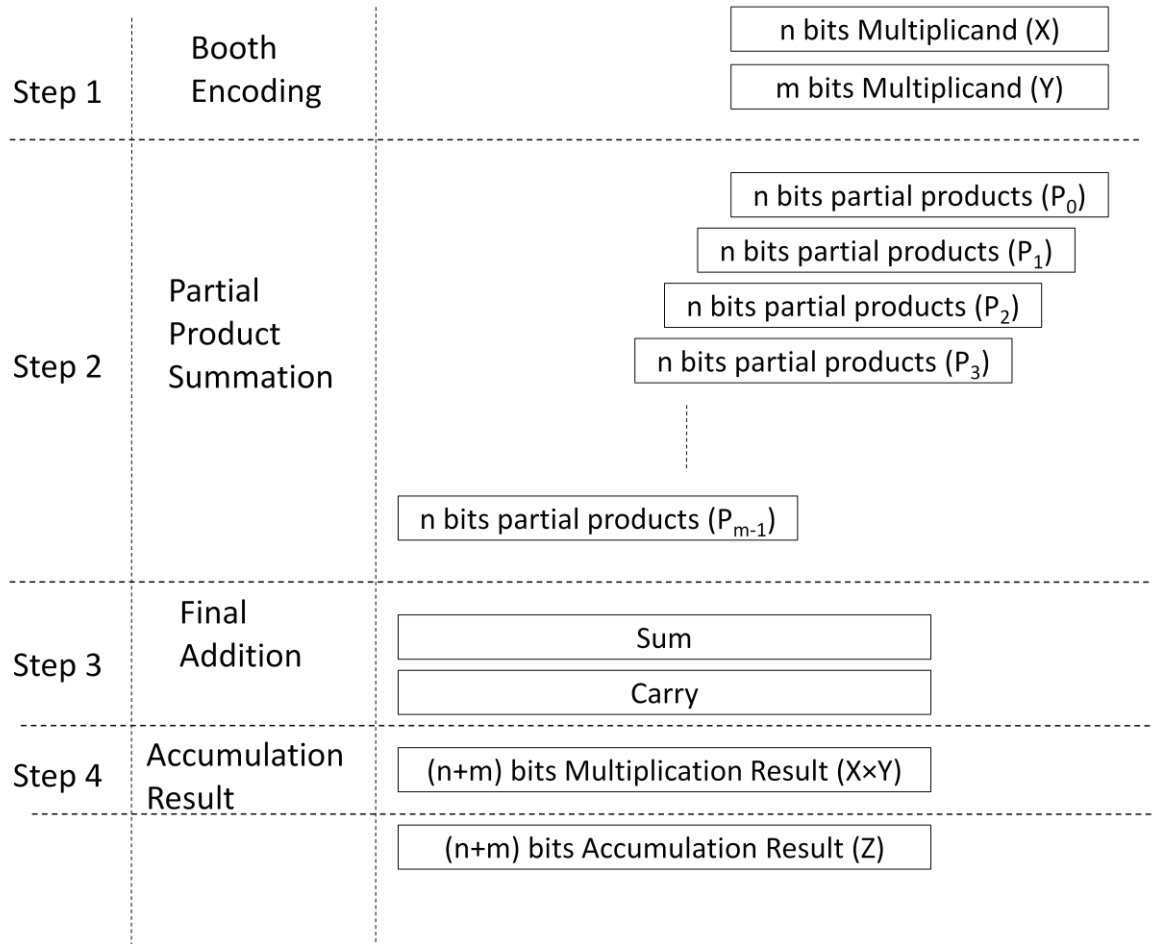 Step 1
Booth
Encoding
n bits Multiplicand (X)
m bits Multiplicand (Y)
Step 2
Partial
Product
Summation
n bits partial products (P₀)
n bits partial products (P₁)
n bits partial products (P₂)
n bits partial products (P₃)
n bits partial products (Pₘ₋₁)
Step 3
Final
Addition
Sum
Carry
Step 4
Accumulation
Result
(n+m) bits Multiplication Result (X×Y)
(n+m) bits Accumulation Result (Z)